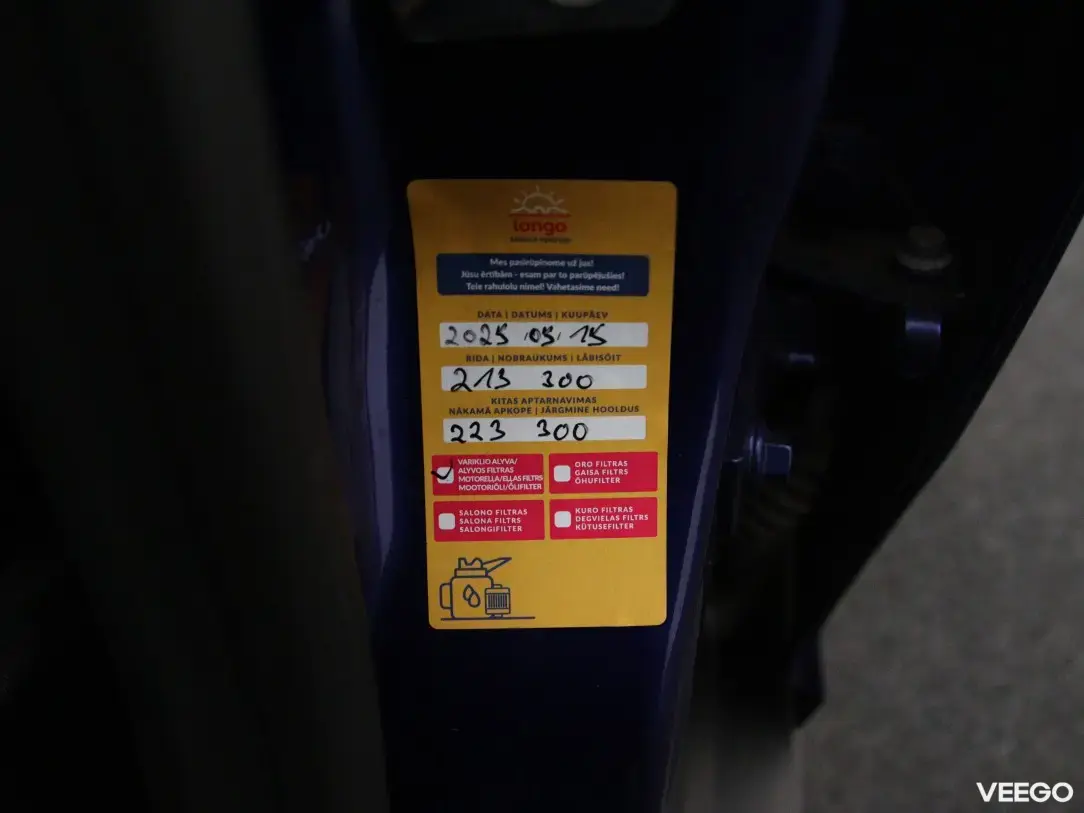 longo
Mes pasirūpinome už jus!
Jūsu ērtībām - esam par to parūpējušies!
Teie rahulolu nimel! Vahetasime need!
DATA | DATUMS | KUUPÄEV
2025 05. 15
RIDA | NOBRAUKUMS | LÄBISÕIT
213 300
KITAS APTARNAVIMAS
NĀKAMĀ APKOPE | JÄRGMINE HOOLDUS
223 300
VARIKLIO ALYVA/
ALYVOS FILTRAS
MOTORELLA/ELLAS FILTRS
MOOTORIÕLI/ÕLIFILTER
ORO FILTRAS
GAISA FILTRS
ÕHUFILTER
SALONO FILTRAS
SALONA FILTRS
SALONGIFILTER
KURO FILTRAS
DEGVIELAS FILTRS
KÜTUSEFILTER
VEEGO